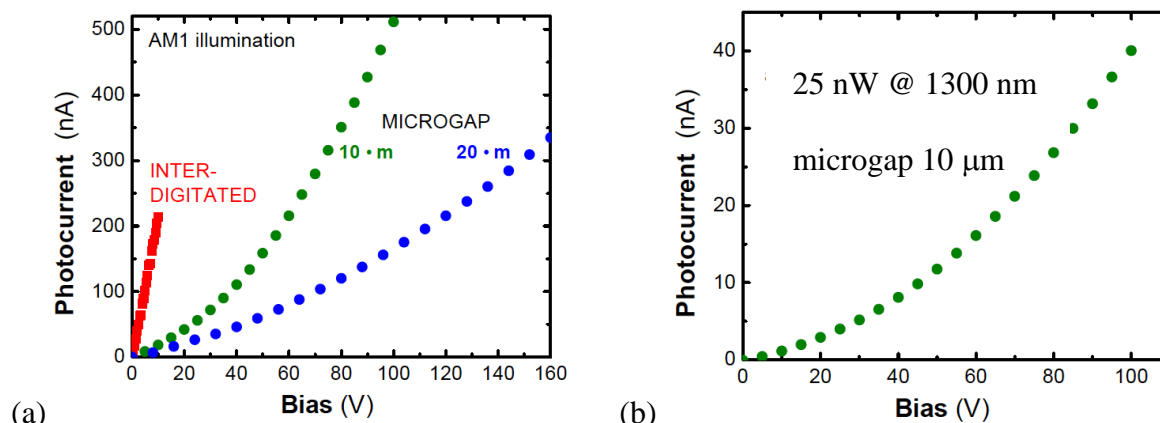 AM1 illumination
MICROGAP
10 • m
20 • m
INTER-
DIGITATED
Photocurrent (nA)
500
400
300
200
100
0
0 20 40 60 80 100 120 140 160
Bias (V)
(a)
25 nW @ 1300 nm
microgap 10 μm
Photocurrent (nA)
40
30
20
10
0
0 20 40 60 80 100
Bias (V)
(b)